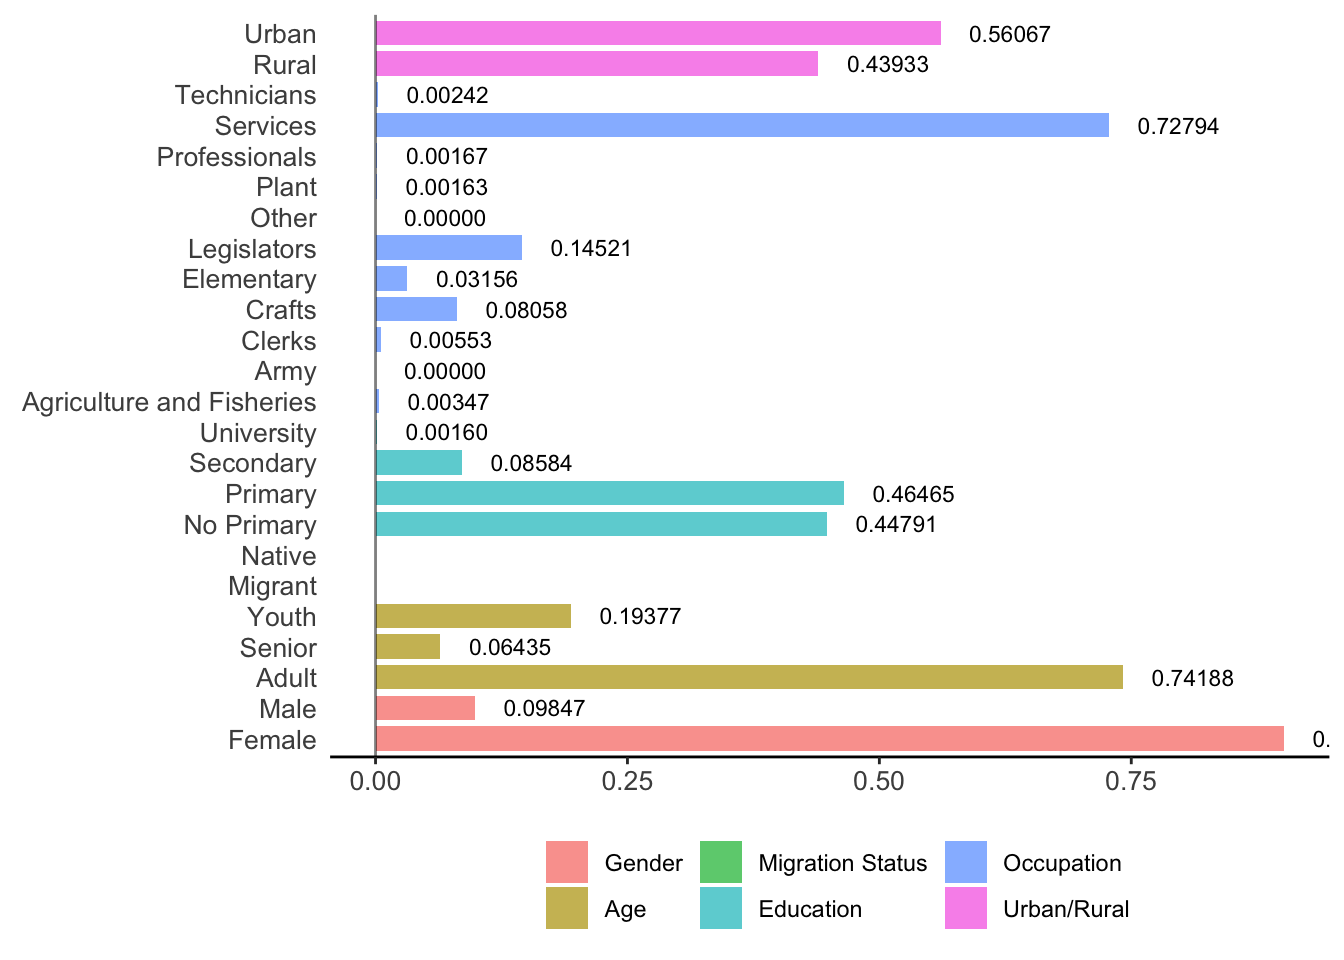 Urban 0.56067
Rural 0.43933
Technicians 0.00242
Services 0.72794
Professionals 0.00167
Plant 0.00163
Other 0.00000
Legislators 0.14521
Elementary 0.03156
Crafts 0.08058
Clerks 0.00553
Army 0.00000
Agriculture and Fisheries 0.00347
University 0.00160
Secondary 0.08584
Primary 0.46465
No Primary 0.44791
Native
Migrant
Youth 0.19377
Senior 0.06435
Adult 0.74188
Male 0.09847
Female 0.
0.00 0.25 0.50 0.75
Gender Migration Status Occupation
Age Education Urban/Rural